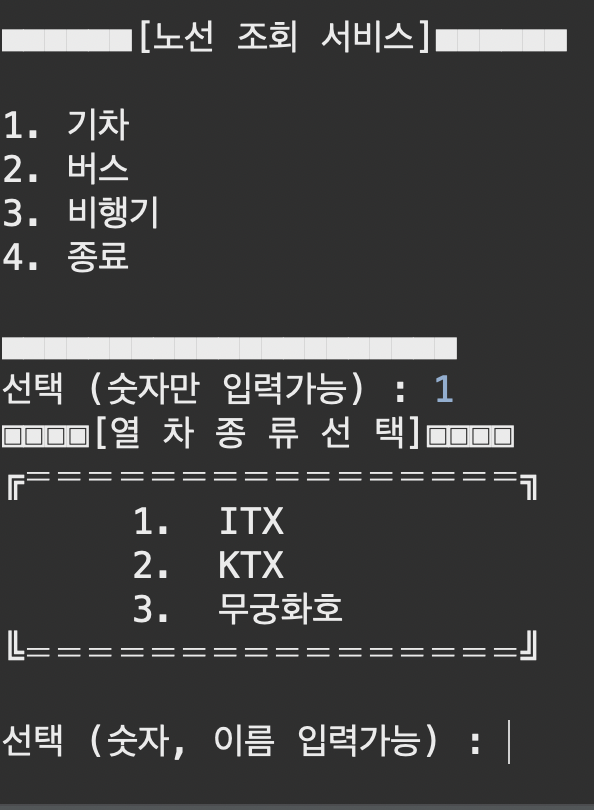 ■■■■■■[노선 조회 서비스]■■■■■■
1. 기차
2. 버스
3. 비행기
4. 종료
■■■■■■■■■■■■■■■■■■■■■
선택 (숫자만 입력가능) : 1
▣▣▣▣[열 차 종 류 선 택]▣▣▣▣
╔================╗
1. ITX
2. KTX
3. 무궁화호
╚================╝
선택 (숫자, 이름 입력가능) :